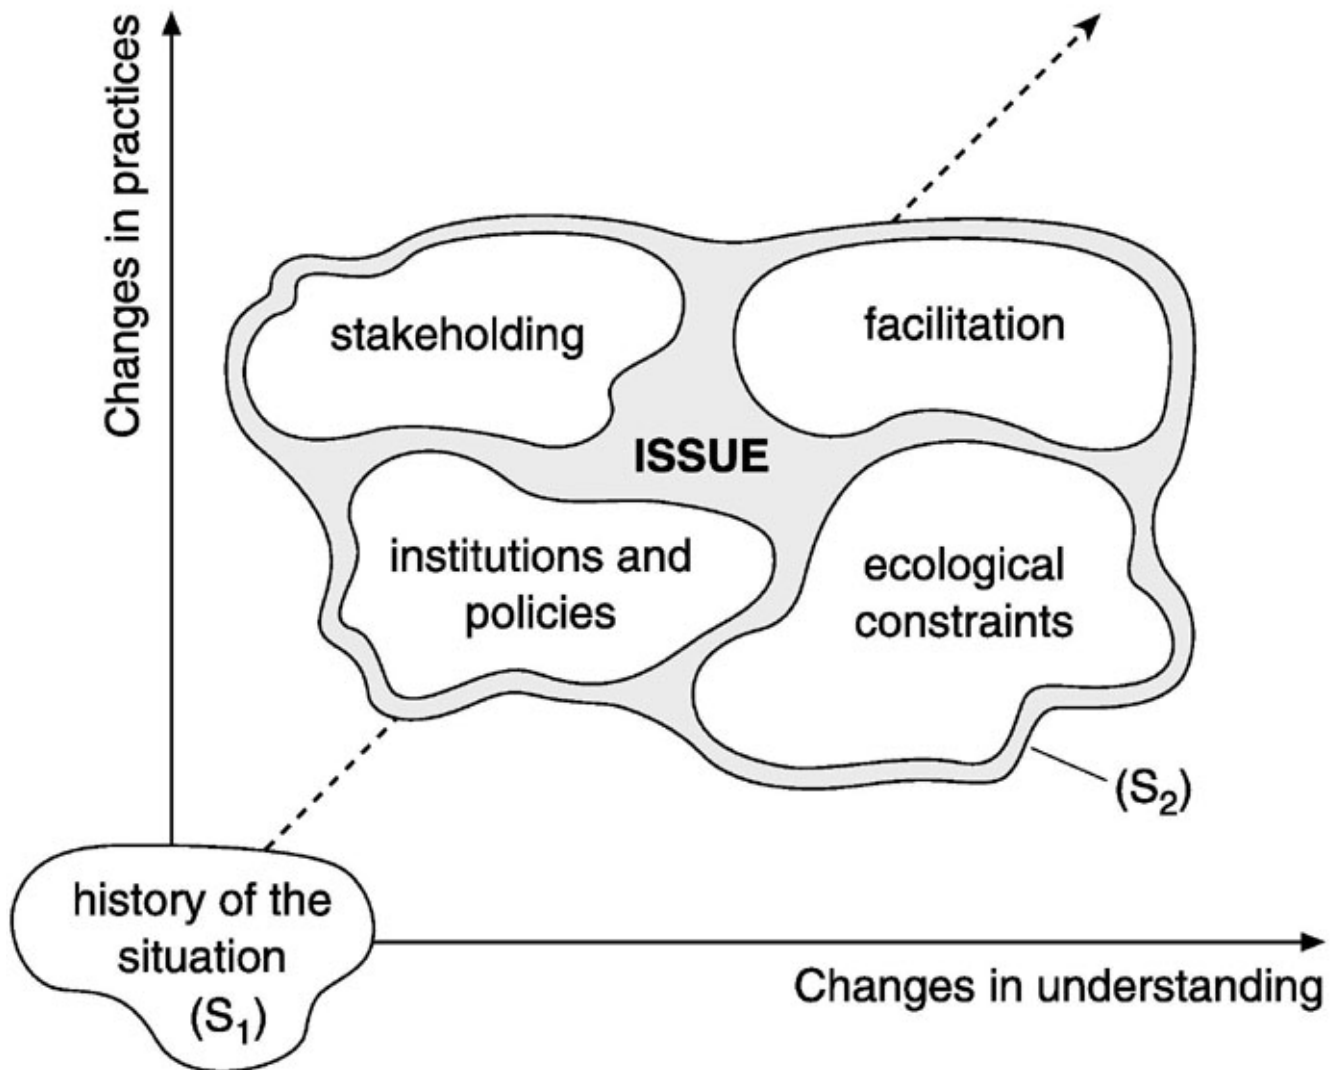 Changes in practices
stakeholding
facilitation
ISSUE
institutions and
policies
ecological
constraints
(S₂)
history of the
situation
(S₁)
Changes in understanding